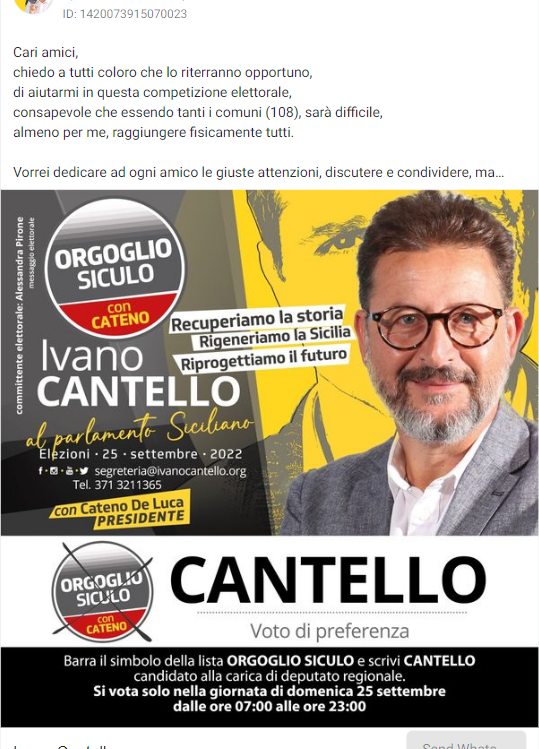 ID: 1420073915070023
Cari amici,
chiedo a tutti coloro che lo riterranno opportuno,
di aiutarmi in questa competizione elettorale,
consapevole che essendo tanti i comuni (108), sarà difficile,
almeno per me, raggiungere fisicamente tutti.
Vorrei dedicare ad ogni amico le giuste attenzioni, discutere e condividere, ma...
committente elettorale: Alessandra Pirone
messaggio elettorale
ORGOGLIO
SICULO
con
CATENO
Recuperiamo la storia
Rigeneriamo la Sicilia
Riprogettiamo il futuro
Ivano
CANTELLO
al parlamento Siciliano
Elezioni · 25 · settembre · 2022
segreteria@ivanocantello.org
Tel. 371 3211365
con Cateno De Luca
PRESIDENTE
ORGOGLIO
SICULO
con
CATENO
CANTELLO
Voto di preferenza
Barra il simbolo della lista ORGOGLIO SICULO e scrivi CANTELLO
candidato alla carica di deputato regionale.
Si vota solo nella giornata di domenica 25 settembre
dalle ore 07:00 alle ore 23:00